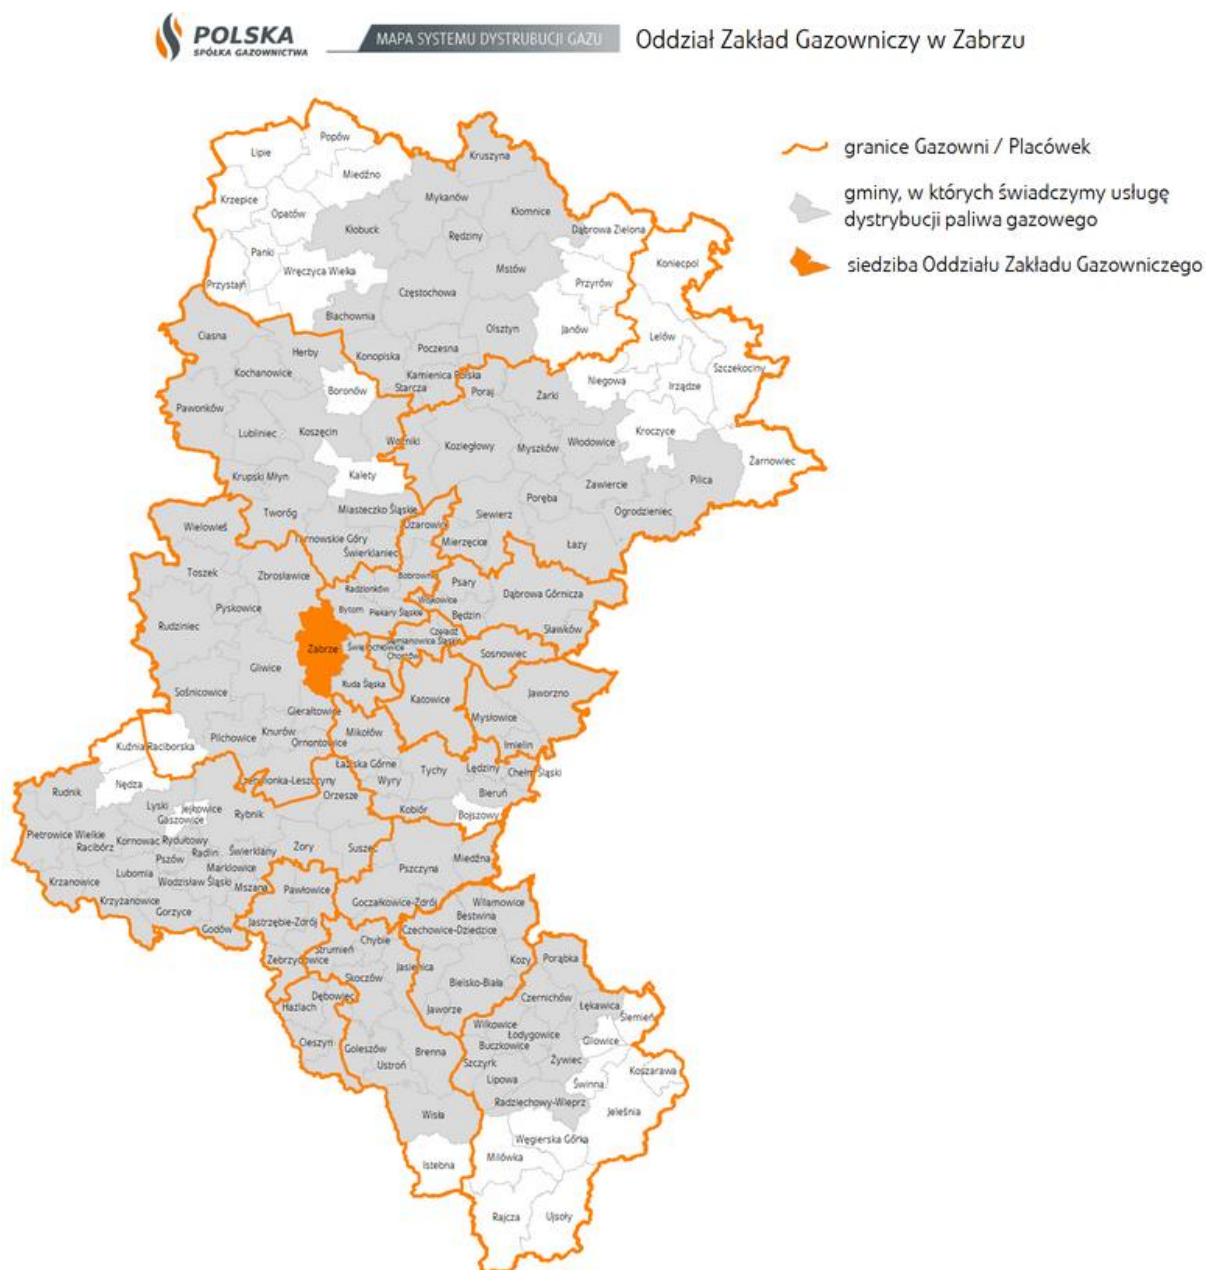 POLSKA
SPÓŁKA GAZOWNICTWA
MAPA SYSTEMU DYSTRUBUCJI GAZU
Oddział Zakład Gazowniczy w Zabrzu
granice Gazowni / Placówek
gminy, w których świadczymy usługę
dystrybucji paliwa gazowego
siedziba Oddziału Zakładu Gazowniczego
Popów
Lipie
Kruszyna
Miedźno
Krzepice
Mykanów
Opatów
Kłomnice
Kłobuck
Dąbrowa Zielona
Rędziny
Panki
Koniecpol
Wręczyca Wielka
Mstów
Przystajń
Przyrów
Częstochowa
Blachownia
Olsztyn
Janów
Ciasna
Lelów
Herby
Konopiska
Poczesna
Szczekociny
Kochanowice
Kamienica Polska
Niegowa
Irządze
Starcza
Boronów
Poraj
Żarki
Pawonków
Lubliniec
Koszęcin
Kroczyce
Woźniki
Koziegłowy
Myszków
Włodowice
Żarnowiec
Krupski Młyn
Kalety
Pilica
Zawiercie
Poręba
Miasteczko Śląskie
Tworóg
Siewierz
Ogrodzieniec
Wielowieś
Mierzęcice
Łazy
Świerklaniec
Toszek
Zbrosławice
Bobrowniki
Psary
Radzionków
Dąbrowa Górnicza
Wojkowice
Pyskowice
Bytom
Piekary Śląskie
Będzin
Rudziniec
Sławków
Czeladź
Zabrze
Świętochłowice
Chorzów
Sosnowiec
Gliwice
Ruda Śląska
Sośnicowice
Jaworzno
Katowice
Gierałtowice
Mysłowice
Knurów
Mikołów
Pilchowice
Ornontowice
Imielin
Kuźnia Raciborska
Łaziska Górne
Tychy
Lędziny
Chełm Śląski
Nędza
Wyry
Rudnik
Orzesze
Bieruń
Lyski
Jejkowice
Kobiór
Bojszowy
Gaszowice
Rybnik
Pietrowice Wielkie
Kornowac
Rydułtowy
Racibórz
Żory
Suszec
Radlin
Świerklany
Pszów
Miedźna
Marklowice
Pszczyna
Lubomia
Krzanowice
Wodzisław Śląski
Mszana
Pawłowice
Krzyżanowice
Goczałkowice-Zdrój
Wilamowice
Gorzyce
Bestwina
Jastrzębie-Zdrój
Godów
Czechowice-Dziedzice
Chybie
Strumień
Zebrzydowice
Kozy
Porąbka
Jasienica
Skoczów
Bielsko-Biała
Dębowiec
Czernichów
Hażlach
Łękawica
Jaworze
Ślemień
Wilkowice
Łodygowice
Cieszyn
Gilowice
Buczkowice
Goleszów
Brenna
Żywiec
Ustroń
Szczyrk
Koszarawa
Lipowa
Świnna
Radziechowy-Wieprz
Wisła
Jeleśnia
Węgierska Górka
Milówka
Istebna
Rajcza
Ujsoły